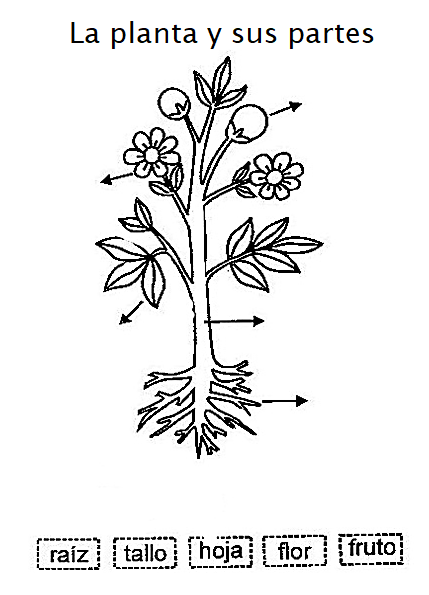 La planta y sus partes
raíz tallo hoja flor fruto